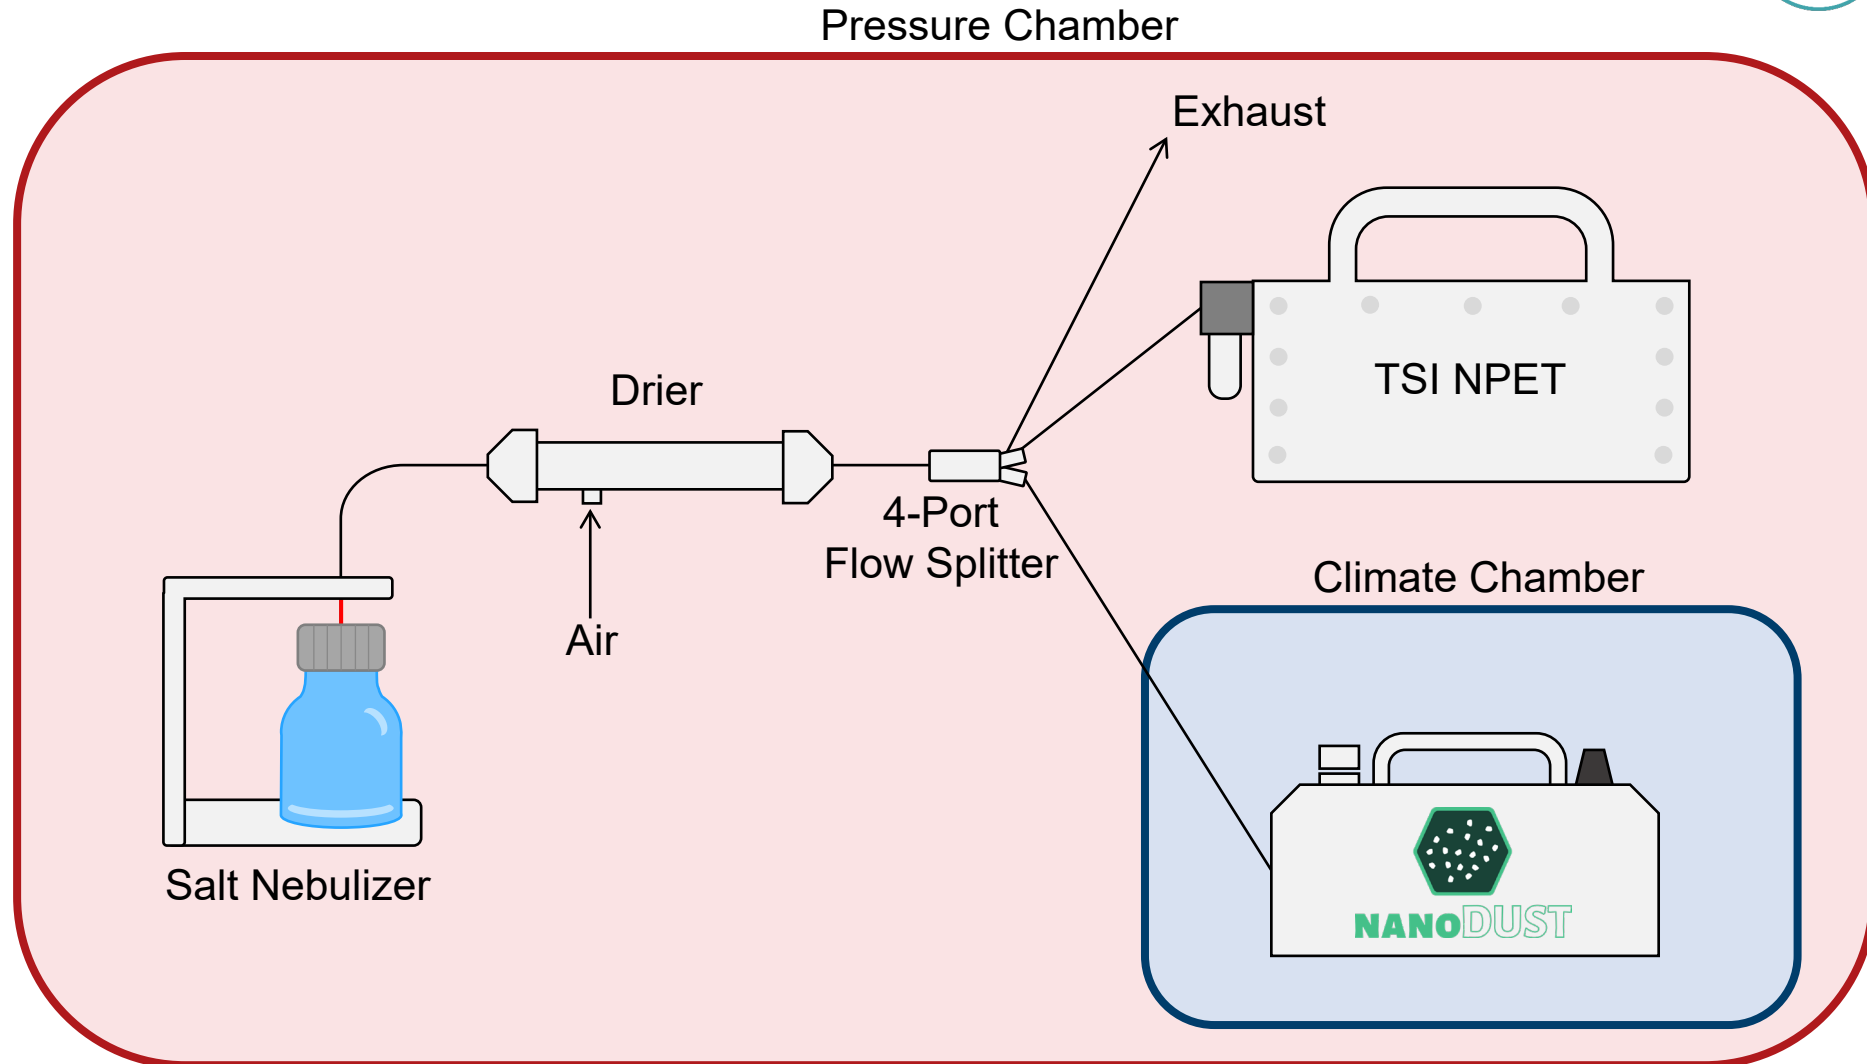 Pressure Chamber
Exhaust
TSI NPET
Drier
4-Port
Flow Splitter
Air
Climate Chamber
Salt Nebulizer
NANODUST